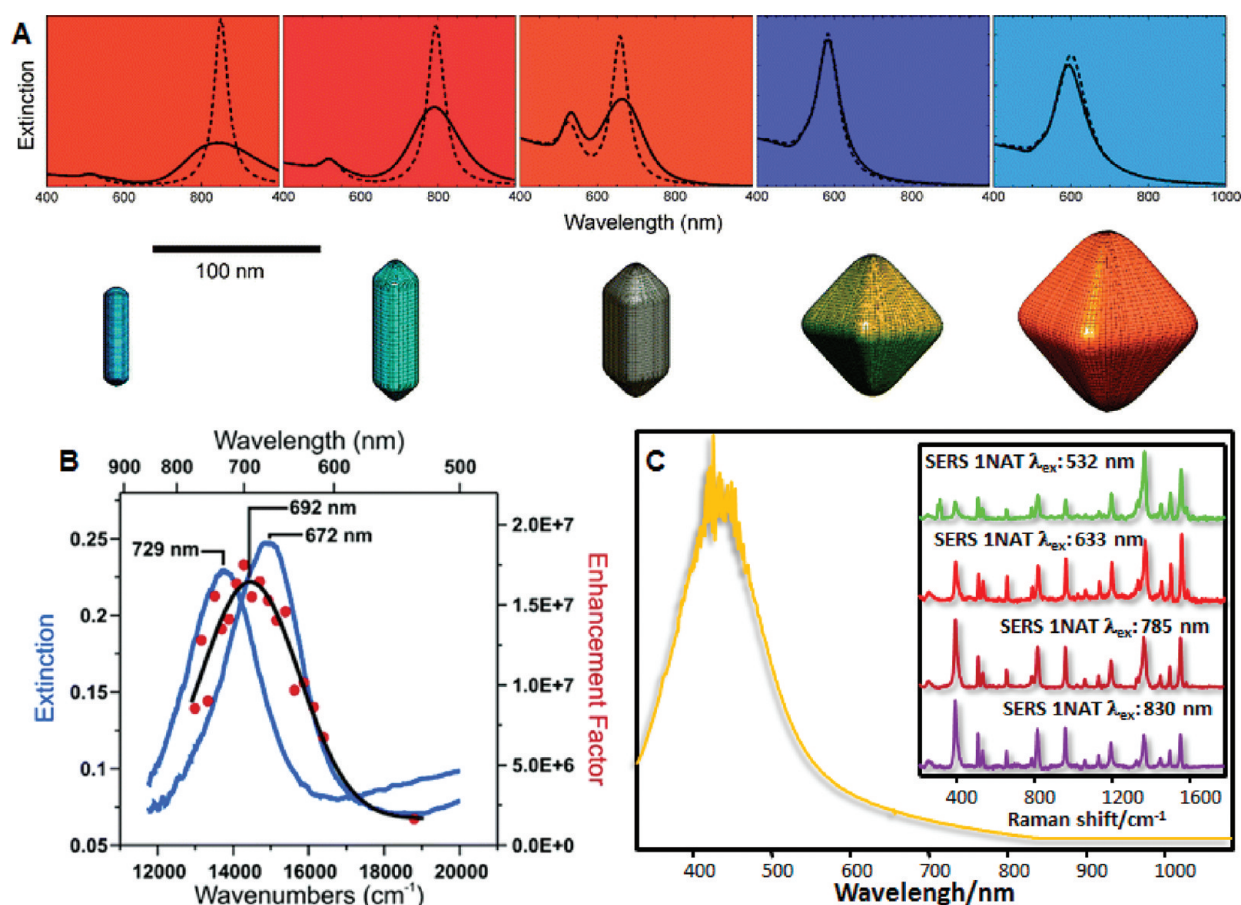 A
Extinction
400 600 800 400 600 800 400 600 800 400 600 800 400 600 800 1000
Wavelength (nm)
100 nm
B
Wavelength (nm)
900 800 700 600 500
692 nm
729 nm
672 nm
Extinction
0.25
0.2
0.15
0.1
0.05
2.0E+7
1.5E+7
1.0E+7
5.0E+6
0.0E+0
Enhancement Factor
12000 14000 16000 18000 20000
Wavenumbers (cm-1)
C
SERS 1NAT λex: 532 nm
SERS 1NAT λex: 633 nm
SERS 1NAT λex: 785 nm
SERS 1NAT λex: 830 nm
400 800 1200 1600
Raman shift/cm-1
400 500 600 700 800 900 1000
Wavelengh/nm